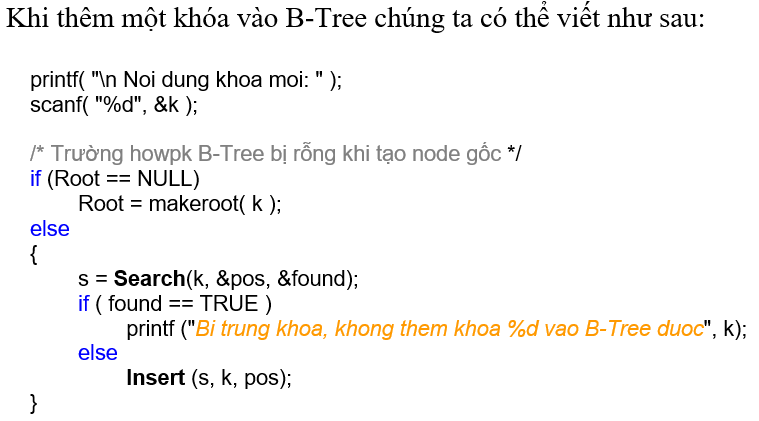 Khi thêm một khóa vào B-Tree chúng ta có thể viết như sau:
printf( "\n Noi dung khoa moi: " );
scanf( "%d", &k );
/* Trường howpk B-Tree bị rỗng khi tạo node gốc */
if (Root == NULL)
Root = makeroot( k );
else
{
s = Search(k, &pos, &found);
if ( found == TRUE )
printf ("Bi trung khoa, khong them khoa %d vao B-Tree duoc", k);
else
Insert (s, k, pos);
}